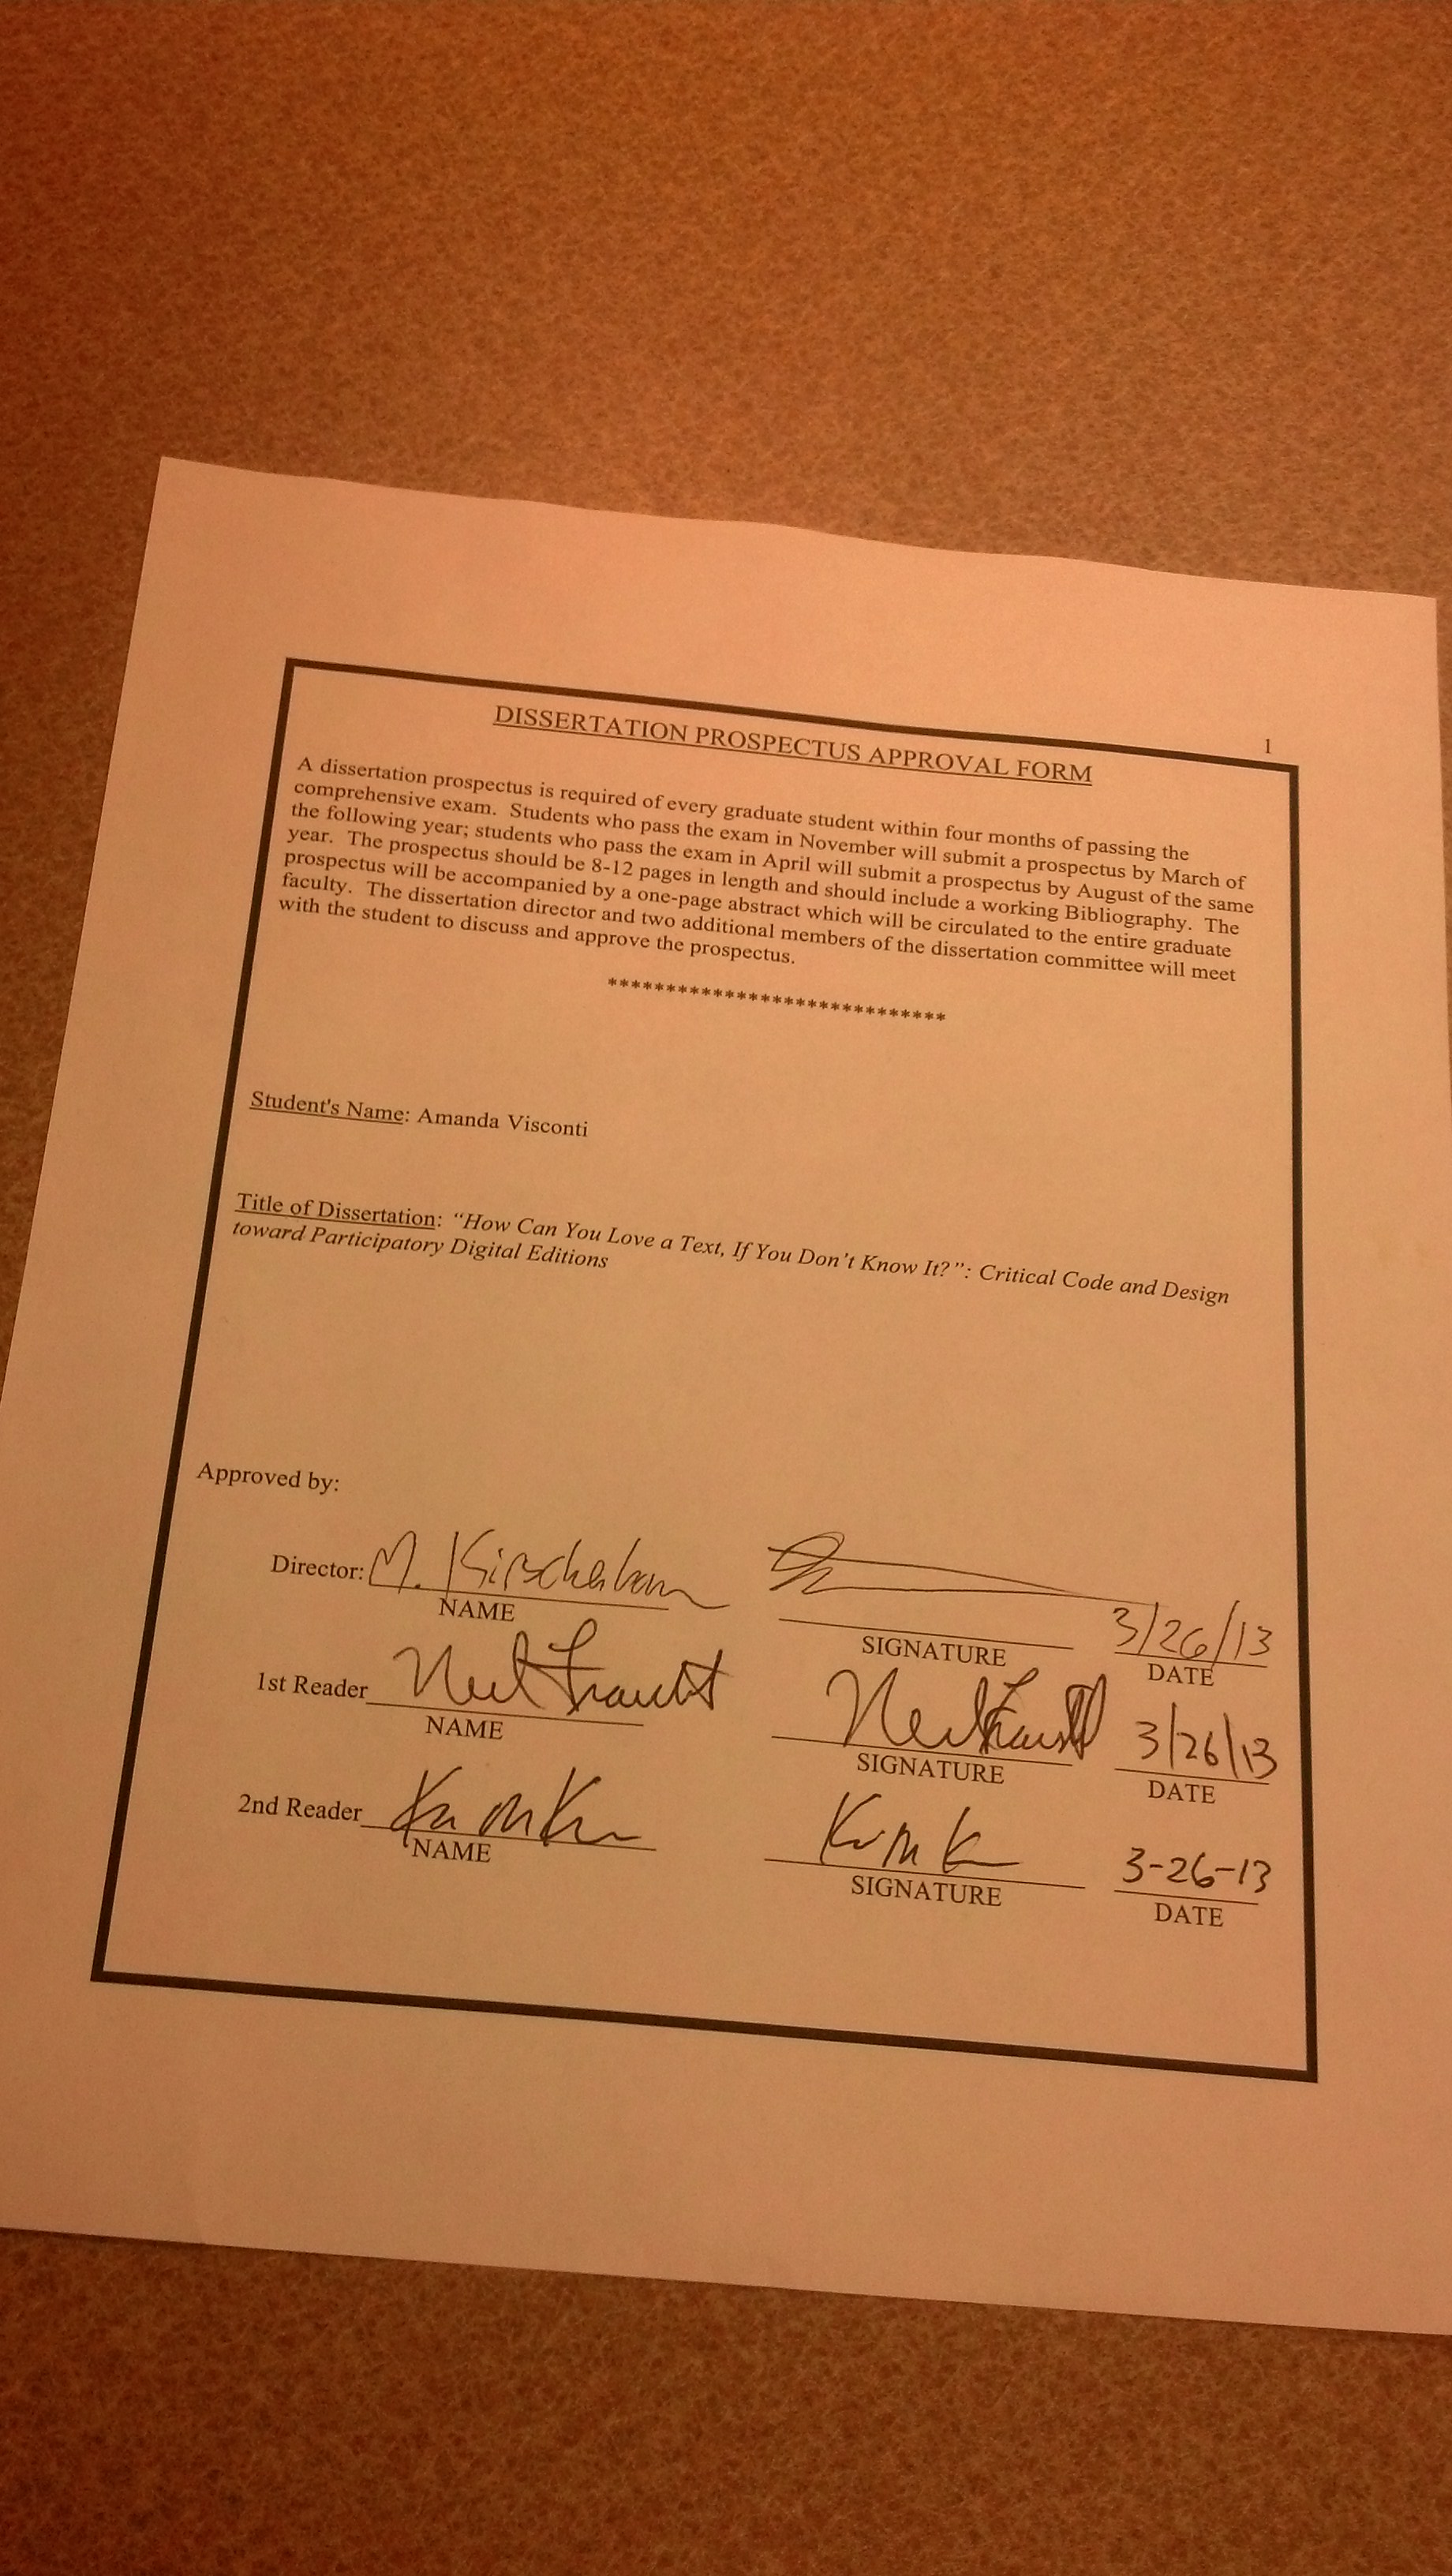 1
DISSERTATION PROSPECTUS APPROVAL FORM
A dissertation prospectus is required of every graduate student within four months of passing the
comprehensive exam. Students who pass the exam in November will submit a prospectus by March of
the following year; students who pass the exam in April will submit a prospectus by August of the same
year. The prospectus should be 8-12 pages in length and should include a working Bibliography. The
prospectus will be accompanied by a one-page abstract which will be circulated to the entire graduate
faculty. The dissertation director and two additional members of the dissertation committee will meet
with the student to discuss and approve the prospectus.
*****************************
Student's Name: Amanda Visconti
Title of Dissertation: “How Can You Love a Text, If You Don’t Know It?”: Critical Code and Design
toward Participatory Digital Editions
Approved by:
Director: M. Kirschenbaum 3/26/13
NAME SIGNATURE DATE
1st Reader Neil Fraistat Neil Fraistat 3/26/13
NAME SIGNATURE DATE
2nd Reader 3-26-13
NAME SIGNATURE DATE